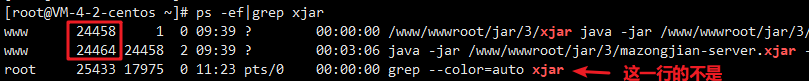 [root@VM-4-2-centos ~]# ps -ef|grep xjar
www      24458     1  0 09:39 ?        00:00:00 /www/wwwroot/jar/3/xjar java -jar /www/wwwroot/jar/3/
www      24464 24458  2 09:39 ?        00:03:06 java -jar /www/wwwroot/jar/3/mazongjian-server.xjar -
root     25433 17975  0 11:23 pts/0    00:00:00 grep --color=auto xjar 这一行的不是